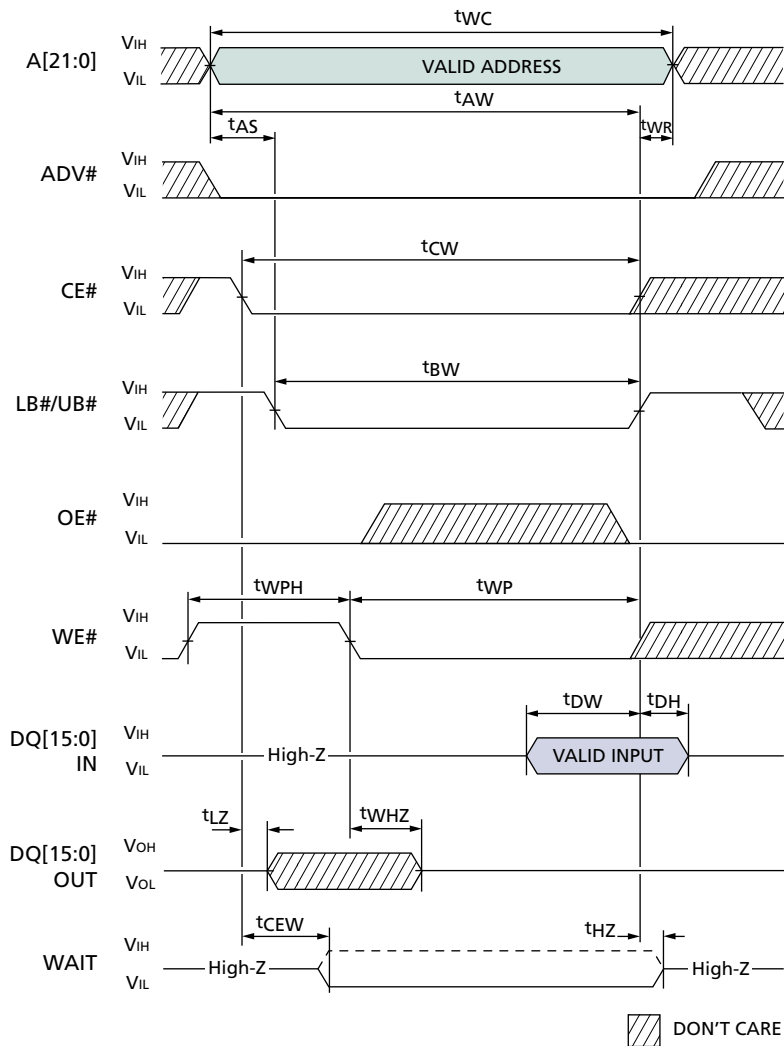 tWC
VIH
A[21:0]
VALID ADDRESS
VIL
tAW
tAS
tWR
VIH
ADV#
VIL
tCW
VIH
CE#
VIL
tBW
VIH
LB#/UB#
VIL
VIH
OE#
VIL
tWPH
tWP
VIH
WE#
VIL
tDW
tDH
DQ[15:0]
IN
VIH
High-Z
VALID INPUT
VIL
tLZ
tWHZ
DQ[15:0]
OUT
VOH
VOL
tCEW
tHZ
VIH
WAIT
High-Z
High-Z
VIL
DON'T CARE